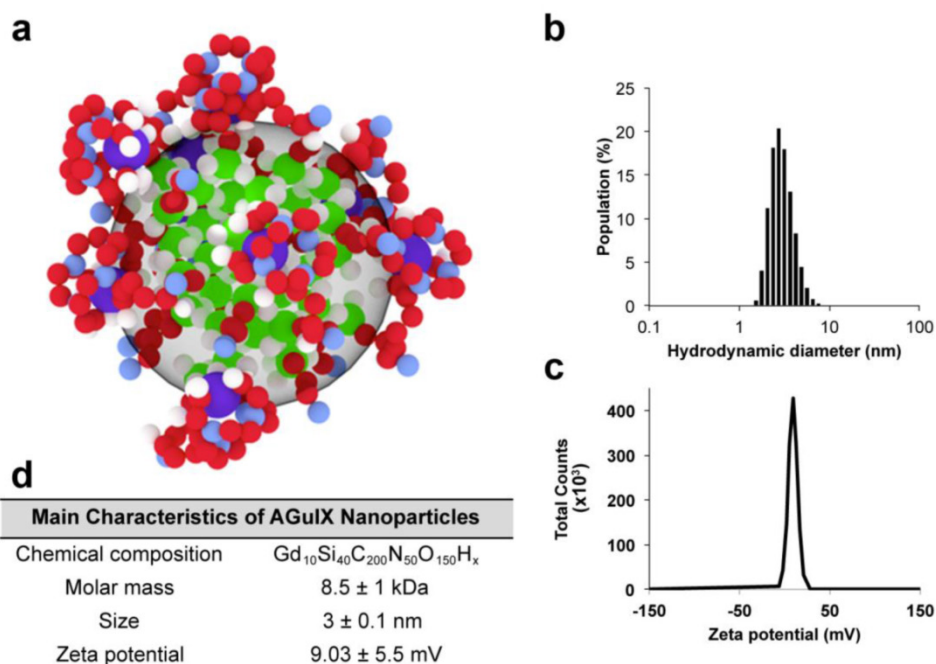 a
b
25
20
15
10
5
0
Population (%)
0.1 1 10 100
Hydrodynamic diameter (nm)
c
400
300
200
100
0
Total Counts
(x10³)
-150 -50 50 150
Zeta potential (mV)
d
Main Characteristics of AGuIX Nanoparticles
Chemical composition Gd₁₀Si₄₀C₂₀₀N₅₀O₁₅₀Hₓ
Molar mass 8.5 ± 1 kDa
Size 3 ± 0.1 nm
Zeta potential 9.03 ± 5.5 mV